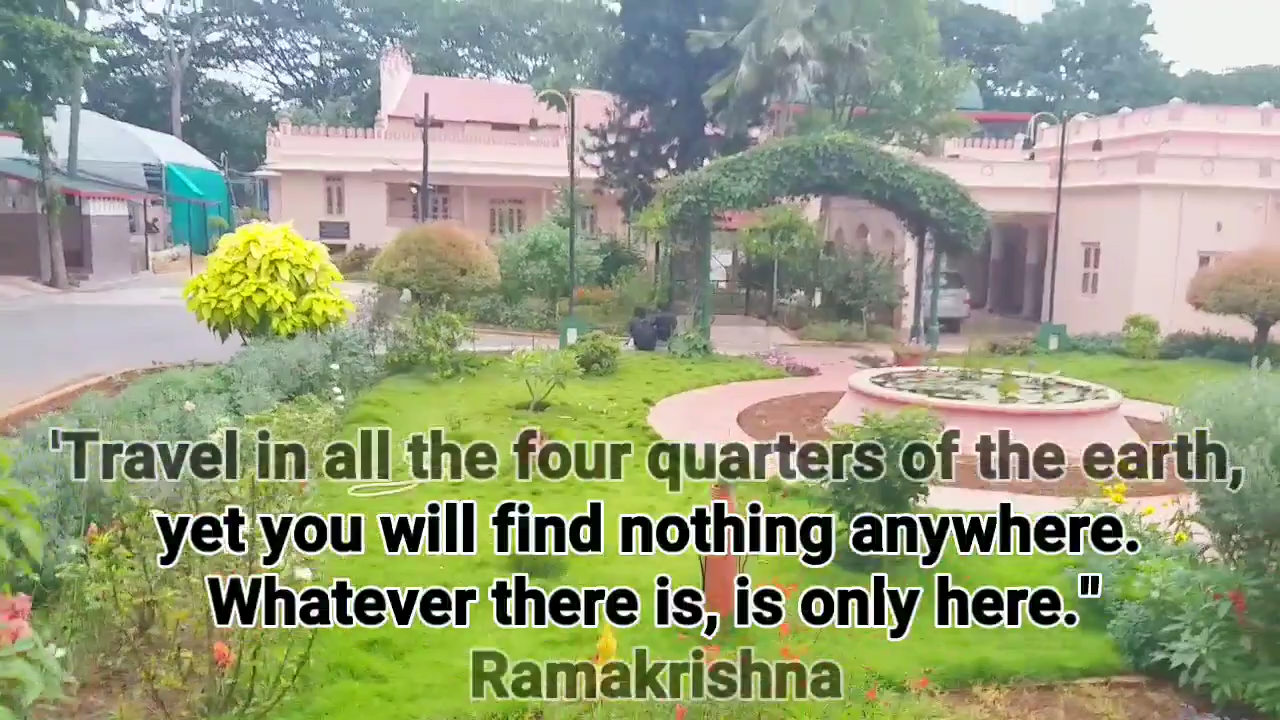 'Travel in all the four quarters of the earth,
yet you will find nothing anywhere.
Whatever there is, is only here."
Ramakrishna